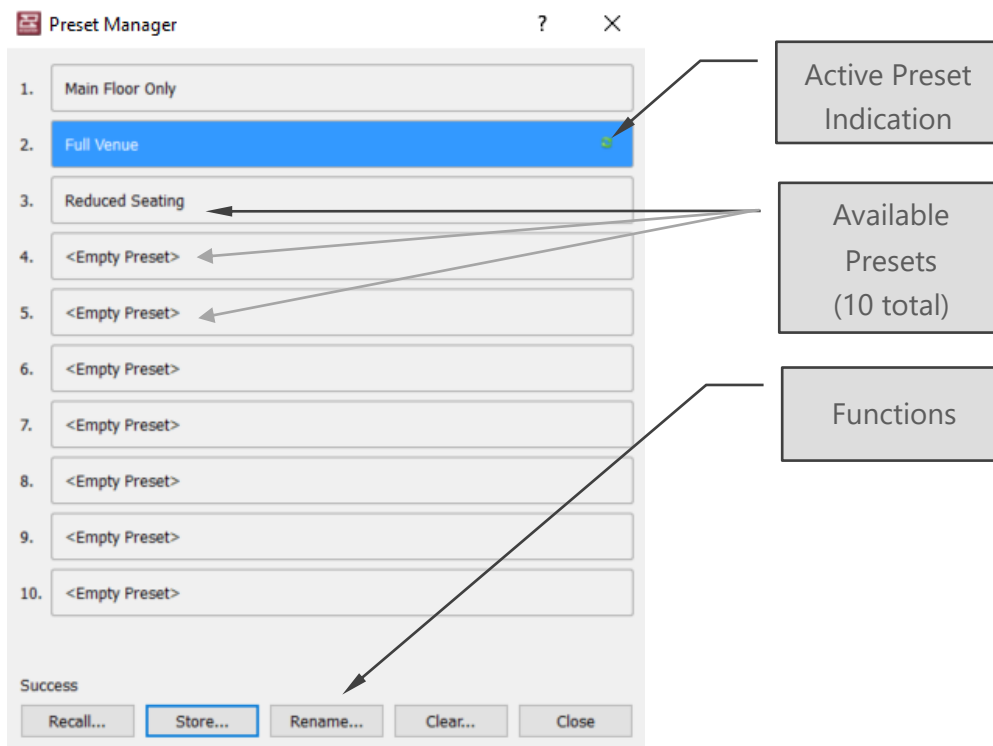 Preset Manager
?
1. Main Floor Only
2. Full Venue
3. Reduced Seating
4. <Empty Preset>
5. <Empty Preset>
6. <Empty Preset>
7. <Empty Preset>
8. <Empty Preset>
9. <Empty Preset>
10. <Empty Preset>
Success
Recall... Store... Rename... Clear... Close
Active Preset
Indication
Available
Presets
(10 total)
Functions